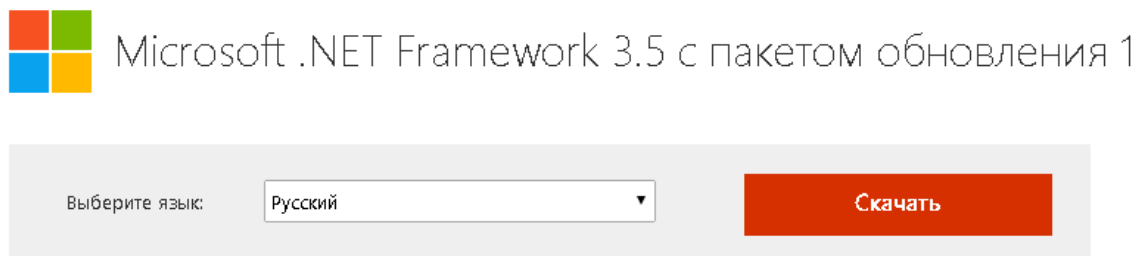 Microsoft .NET Framework 3.5 с пакетом обновления 1
Выберите язык: Русский Скачать